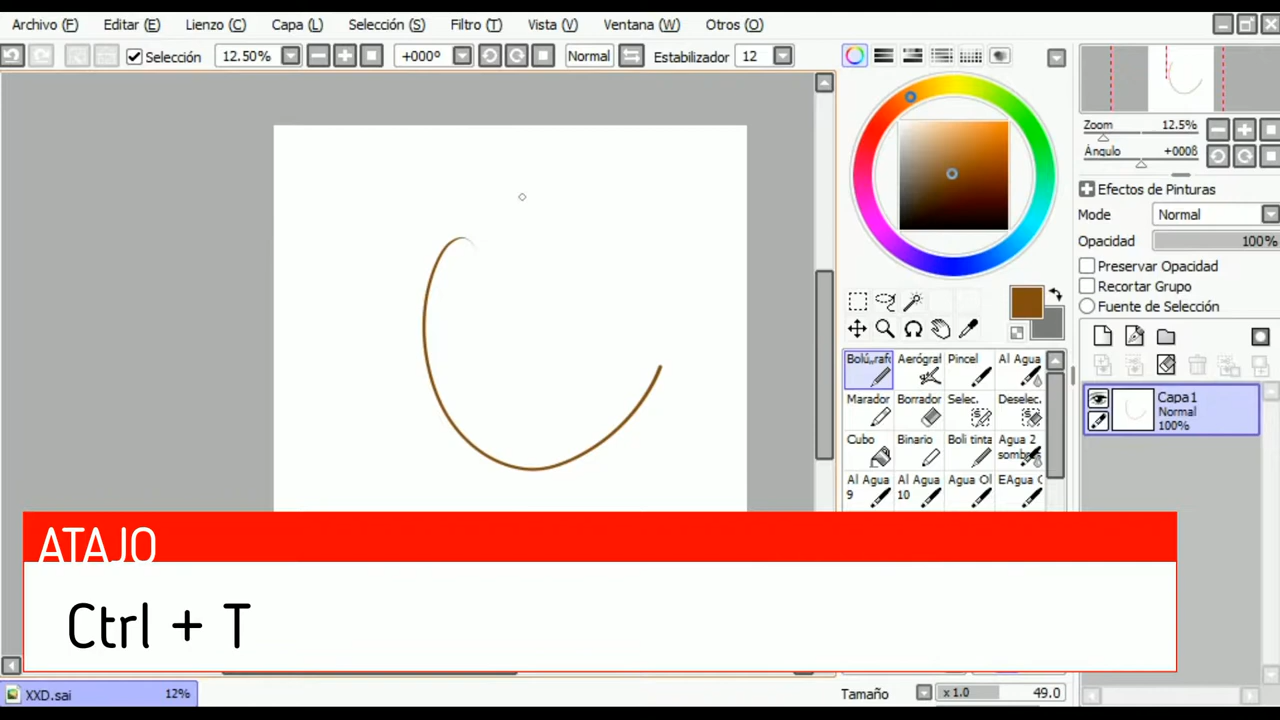 Archivo (F) Editar (E) Lienzo (C) Capa (L) Selección (S) Filtro (T) Vista (V) Ventana (W) Otros (O)
Selección 12.50% +000º Normal Estabilizador 12
Zoom 12.5%
Ángulo +0008
Efectos de Pinturas
Mode Normal
Opacidad 100%
Preservar Opacidad
Recortar Grupo
Fuente de Selección
Aerógraf Pincel Al Agua
Marador Borrador Selec. Deselec.
Cubo Binario Boli tinta Agua 2
sombr
Al Agua Al Agua Agua Ol EAgua
9 10
Capa1
Normal
100%
ATAJO
Ctrl + T
XXD.sai 12%
Tamaño x 1.0 49.0